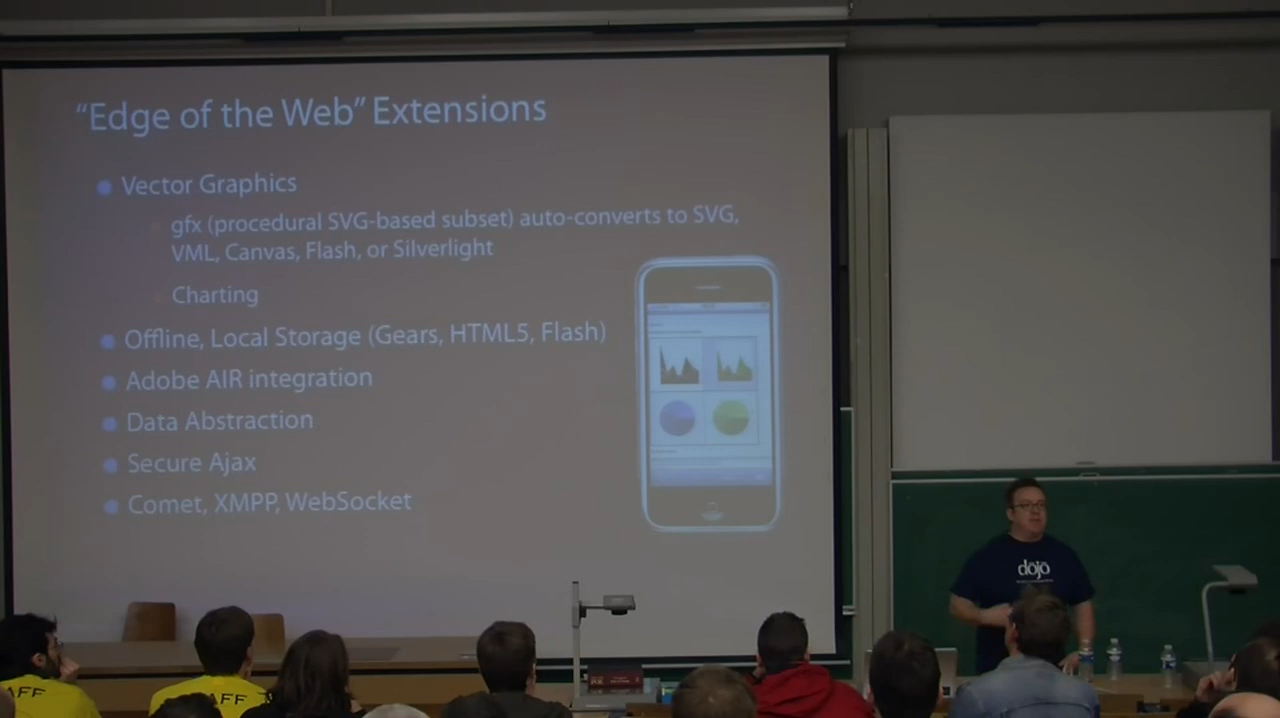 “Edge of the Web” Extensions
Vector Graphics
gfx (procedural SVG-based subset) auto-converts to SVG,
VML, Canvas, Flash, or Silverlight
Charting
Offline, Local Storage (Gears, HTML5, Flash)
Adobe AIR integration
Data Abstraction
Secure Ajax
Comet, XMPP, WebSocket
dojo
AFF
AFF